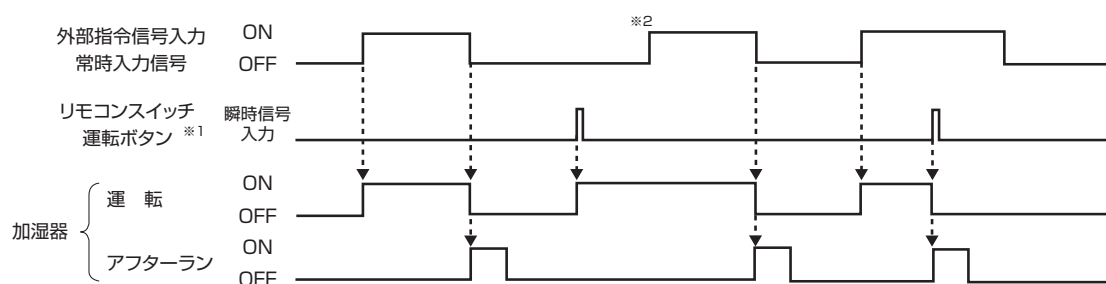 ※2
外部指令信号入力
常時入力信号
ON
OFF
リモコンスイッチ
運転ボタン ※1
瞬時信号
入力
加湿器
運 転
ON
OFF
アフターラン
ON
OFF